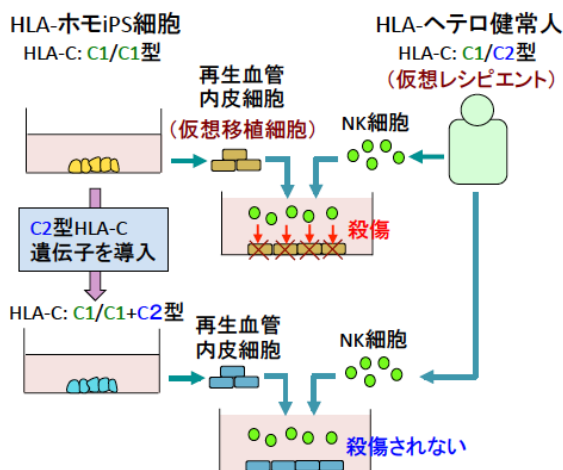 HLA-ホモiPS細胞
HLA-C: C1/C1型
HLA-ヘテロ健常人
HLA-C: C1/C2型
（仮想レシピエント）
再生血管
内皮細胞
（仮想移植細胞）
NK細胞
殺傷
C2型HLA-C
遺伝子を導入
HLA-C: C1/C1+C2型
再生血管
内皮細胞
NK細胞
殺傷されない